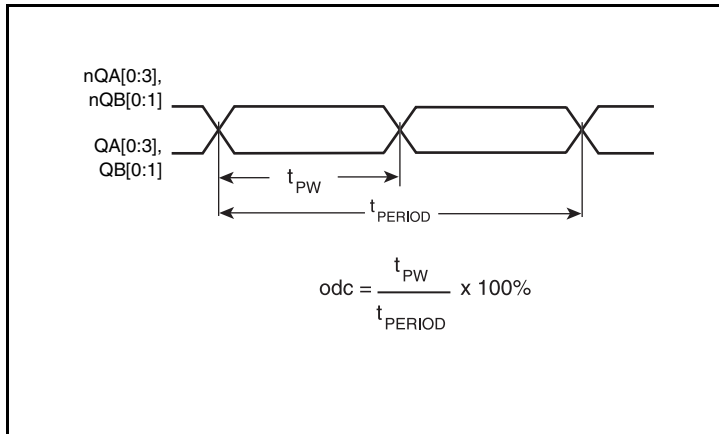 nQA[0:3],
nQB[0:1]
QA[0:3],
QB[0:1]
tPW
tPERIOD
odc = tPW / tPERIOD x 100%